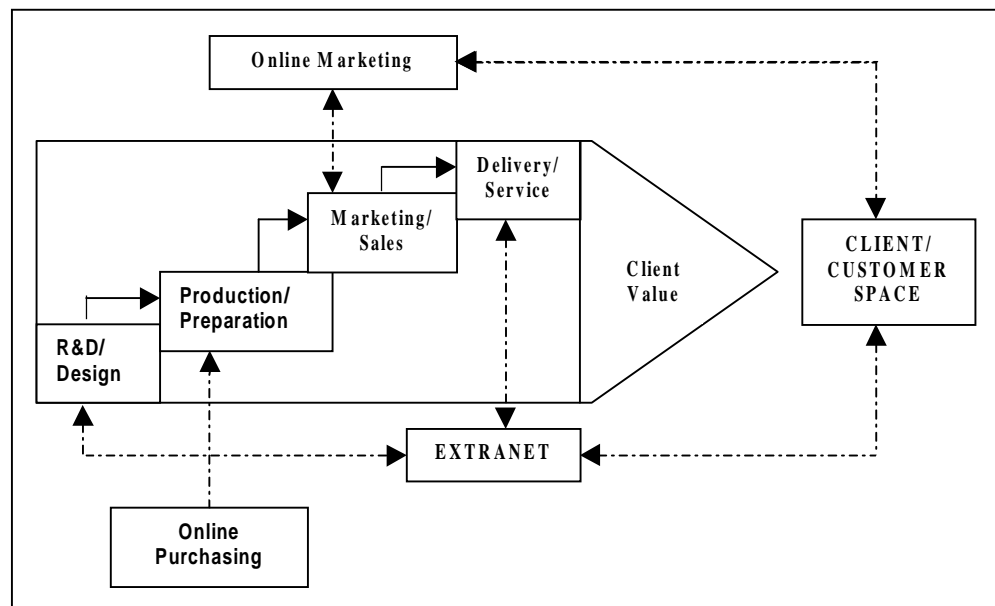 Online Marketing
Delivery/
Service
Marketing/
Sales
CLIENT/
CUSTOMER
SPACE
Client
Value
Production/
Preparation
R&D/
Design
EXTRANET
Online
Purchasing